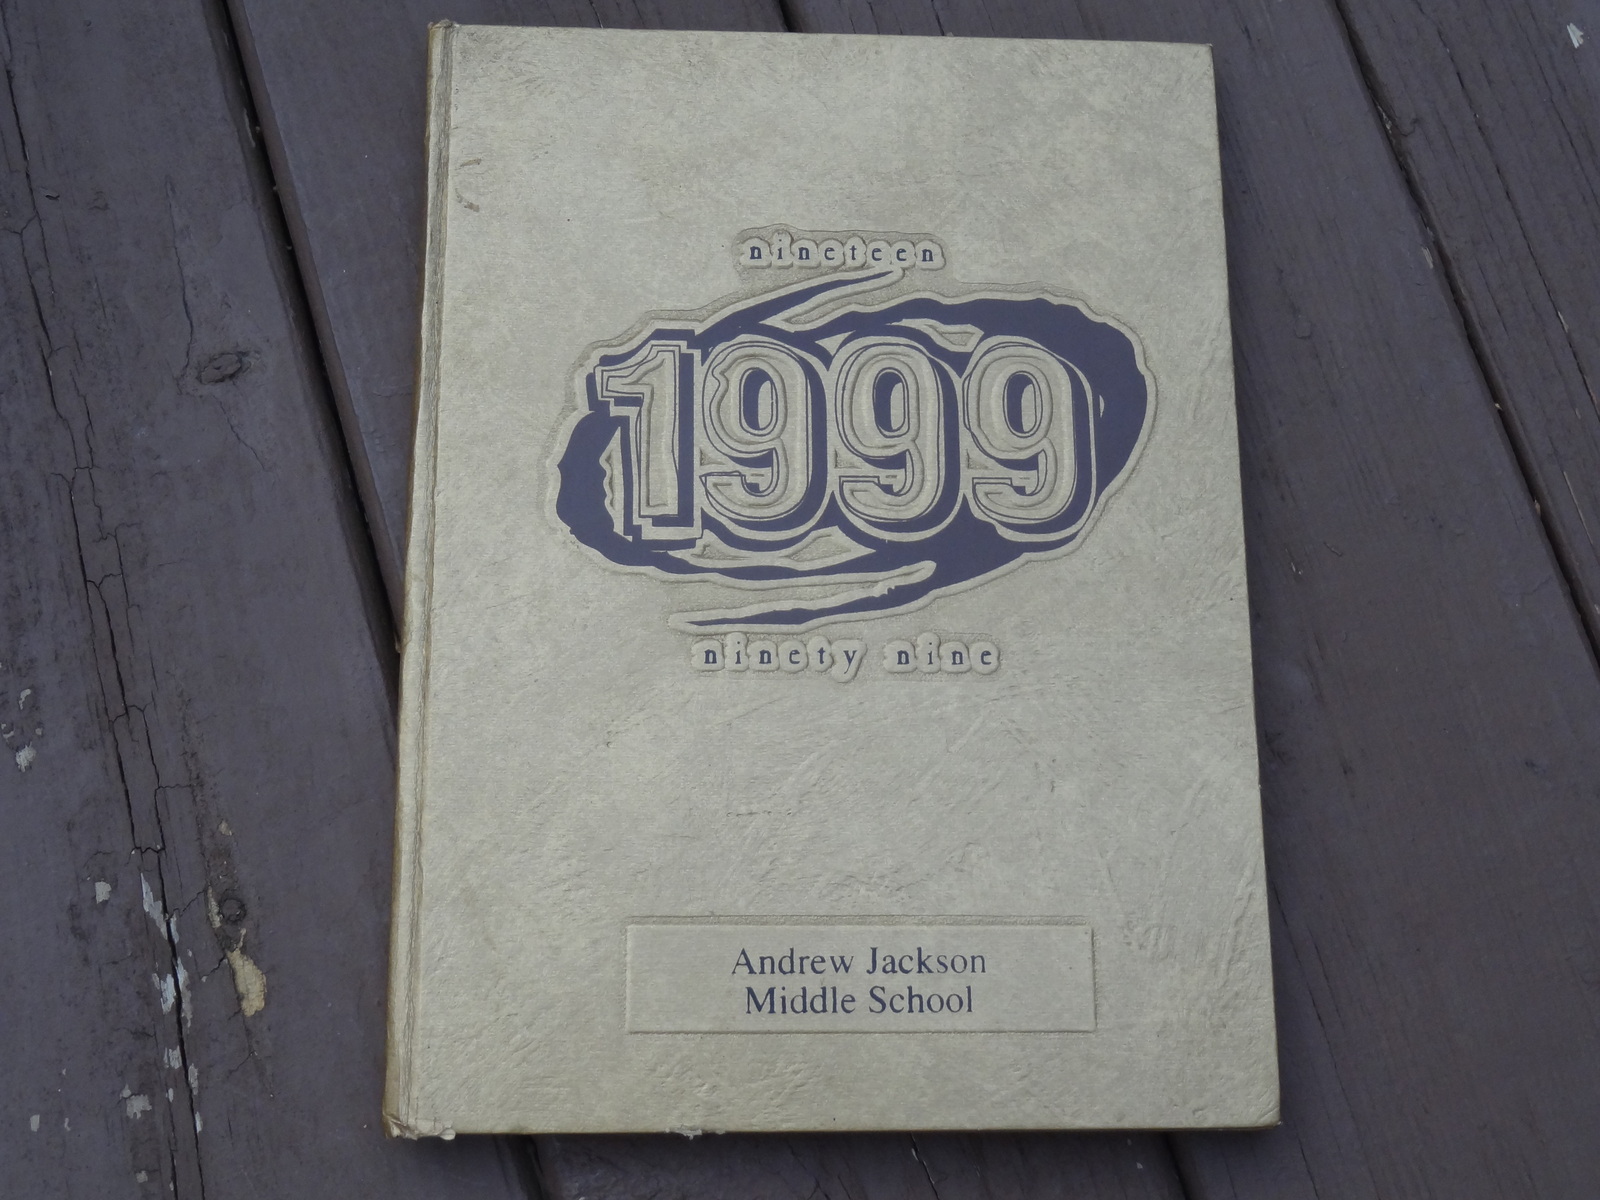 nineteen
1999
ninety nine
Andrew Jackson
Middle School